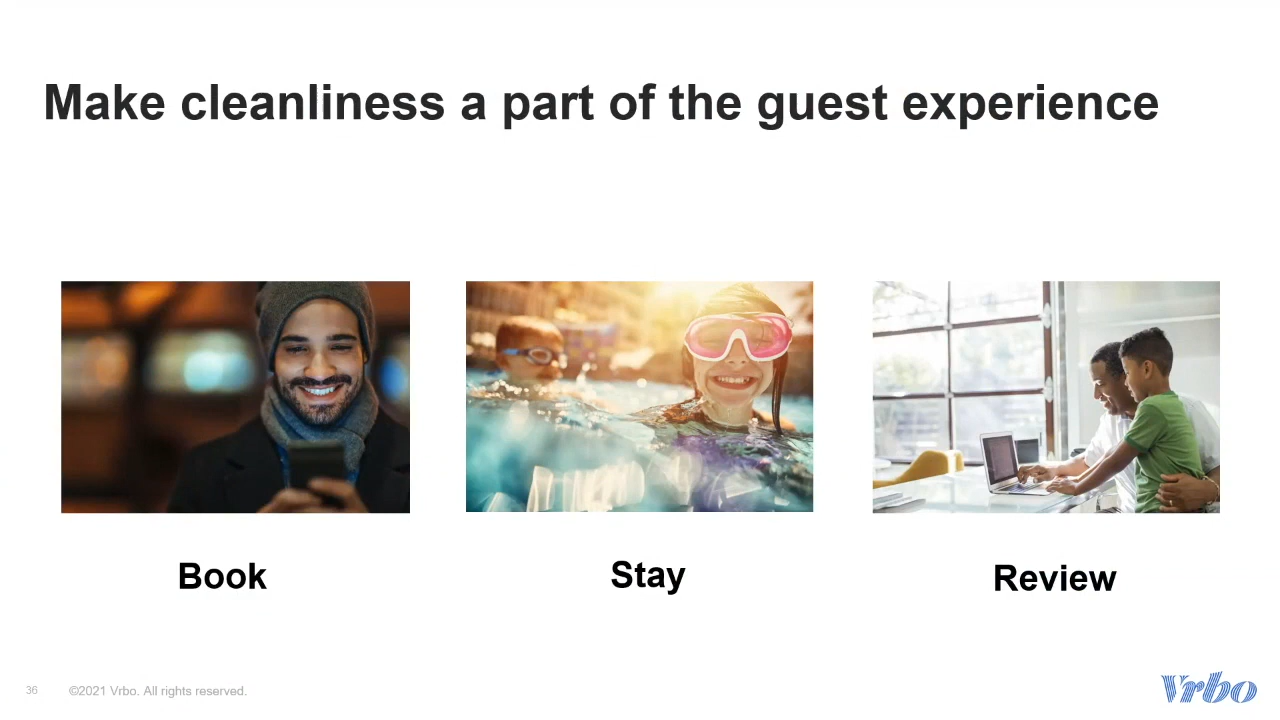 Make cleanliness a part of the guest experience
Book
Stay
Review
36
©2021 Vrbo. All rights reserved.
Vrbo